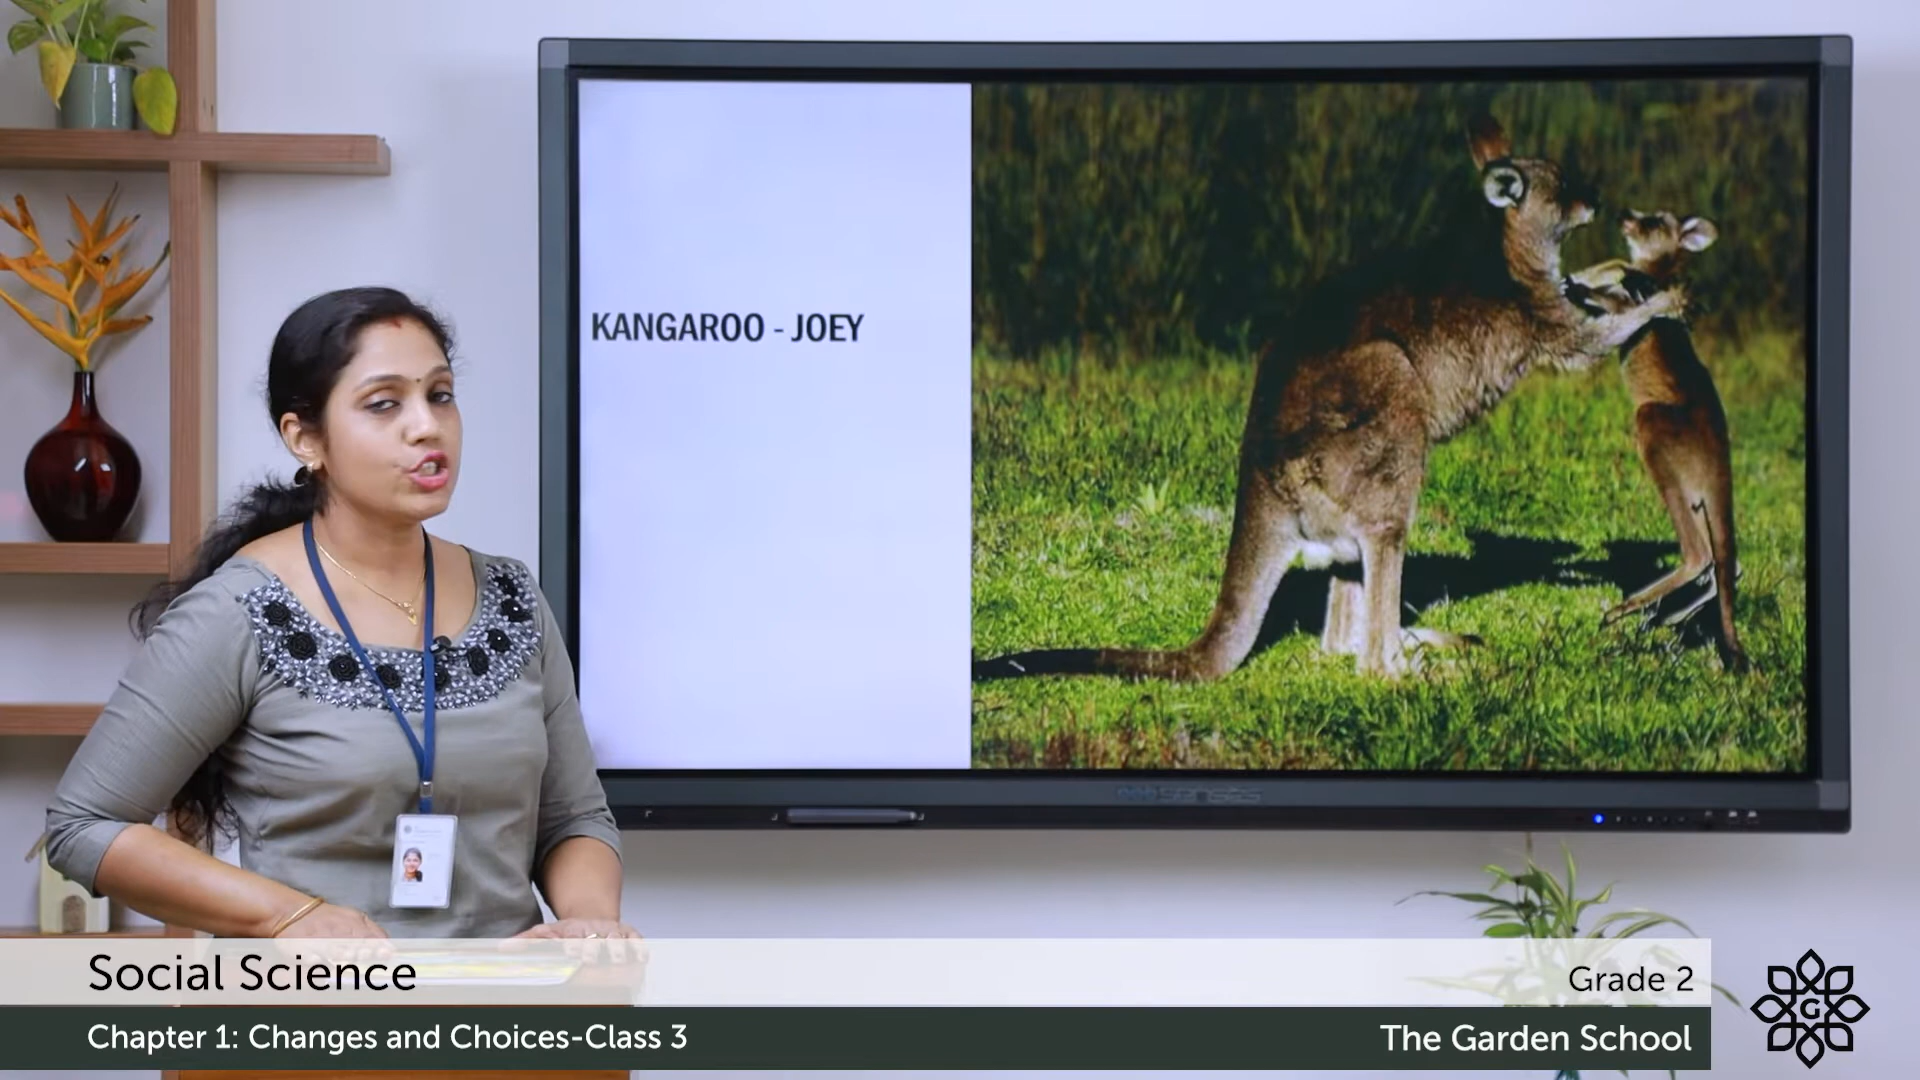 KANGAROO - JOEY
Social Science
Grade 2
Chapter 1: Changes and Choices-Class 3
The Garden School
G